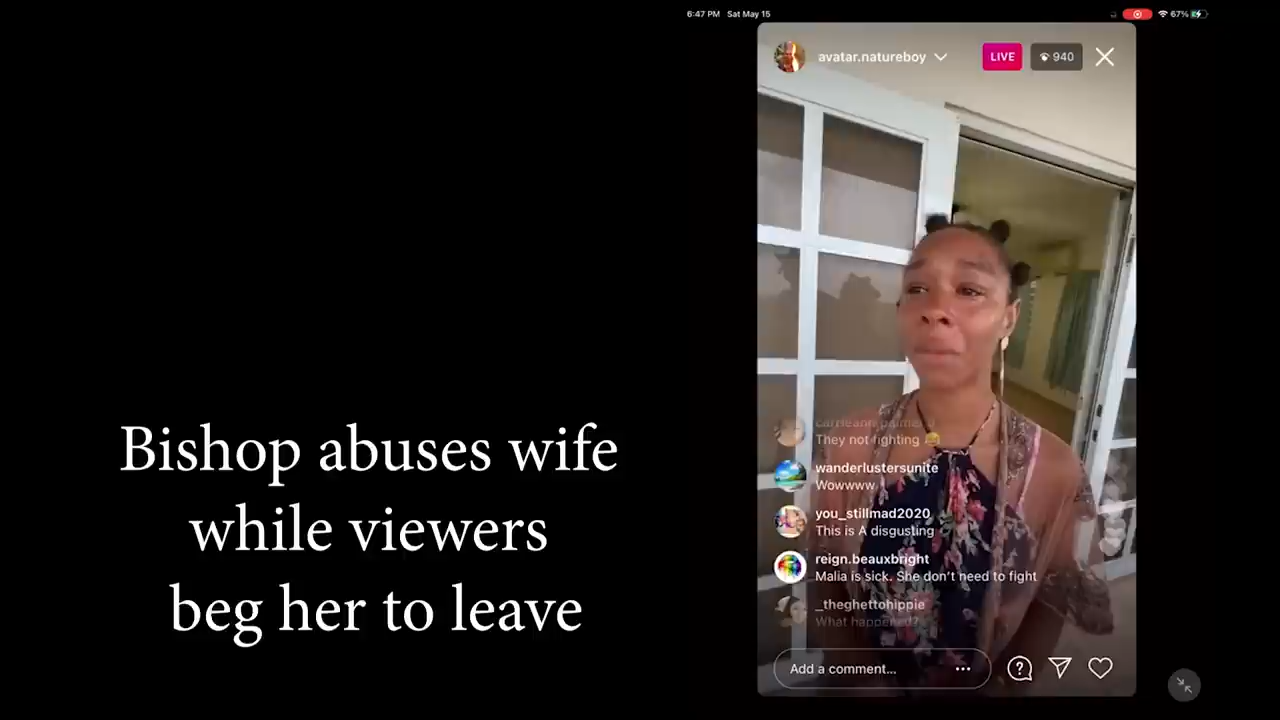 6:47 PM Sat May 15
67%
avatar.natureboy
LIVE
940
Bishop abuses wife
while viewers
beg her to leave
They not fighting 😂
wanderlustersunite
Wowwww
you_stillmad2020
This is A disgusting
reign.beauxbright
Malia is sick. She don't need to fight
_theghettohippie
What happened?
Add a comment...